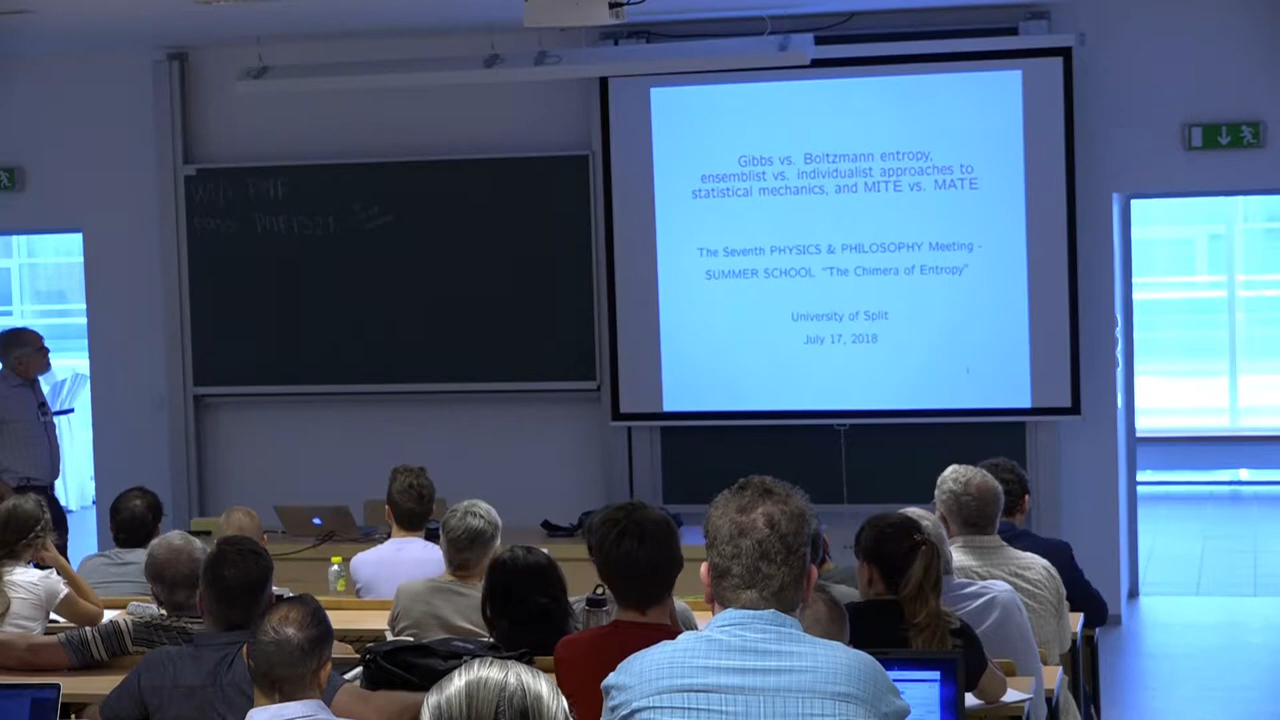 Gibbs vs. Boltzmann entropy,
ensemblist vs. individualist approaches to
statistical mechanics, and MITE vs. MATE
The Seventh PHYSICS & PHILOSOPHY Meeting -
SUMMER SCHOOL "The Chimera of Entropy"
University of Split
July 17, 2018
1